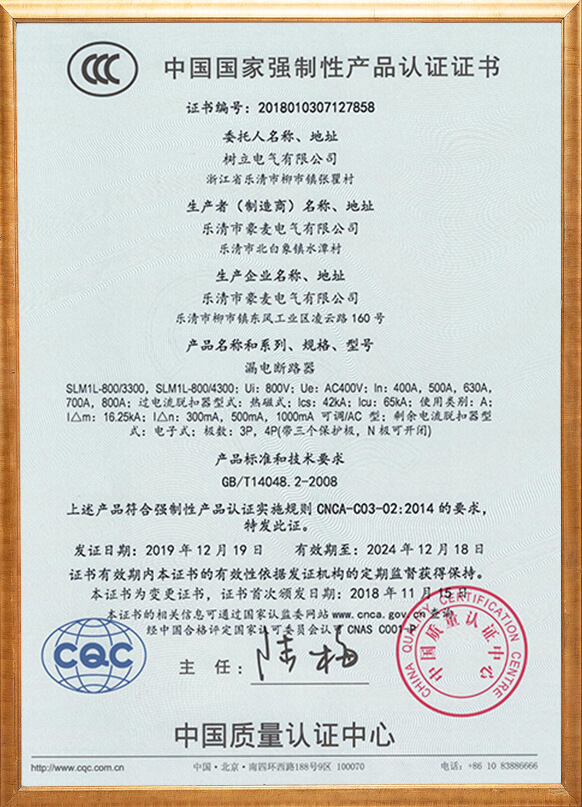 CCC
中国国家强制性产品认证证书
证书编号：2018010307127858
委托人名称、地址
树立电气有限公司
浙江省乐清市柳市镇张瞿村
生产者（制造商）名称、地址
乐清市豪麦电气有限公司
乐清市北白象镇水潭村
生产企业名称、地址
乐清市豪麦电气有限公司
乐清市柳市镇东风工业区凌云路 160 号
产品名称和系列、规格、型号
漏电断路器
SLM1L-800/3300，SLM1L-800/4300；Ui：800V；Ue：AC400V；In：400A，500A，630A，
700A，800A；过电流脱扣器型式：热磁式；Ics：42kA；Icu：65kA；使用类别：A；
I△m：16.25kA；I△n：300mA，500mA，1000mA 可调/AC 型；剩余电流脱扣器型
式：电子式；极数：3P，4P(带三个保护极，N 极可开闭)
产品标准和技术要求
GB/T14048.2-2008
上述产品符合强制性产品认证实施规则 CNCA-C03-02:2014 的要求，
特发此证。
发证日期：2019 年 12 月 19 日 有效期至：2024 年 12 月 18 日
证书有效期内本证书的有效性依据发证机构的定期监督获得保持。
本证书为变更证书，证书首次颁发日期：2018 年 11 月 15 日
本证书的相关信息可通过国家认监委网站 www.cnca.gov.cn 查询
经中国合格评定国家认可委员会认可 CNAS C001-P
CQC
主 任：
CHINA QUALITY CERTIFICATION CENTRE
中国质量认证中心
中国质量认证中心
http://www.cqc.com.cn
中国·北京·南四环西路188号9区 100070
电话：+86 10 83886666